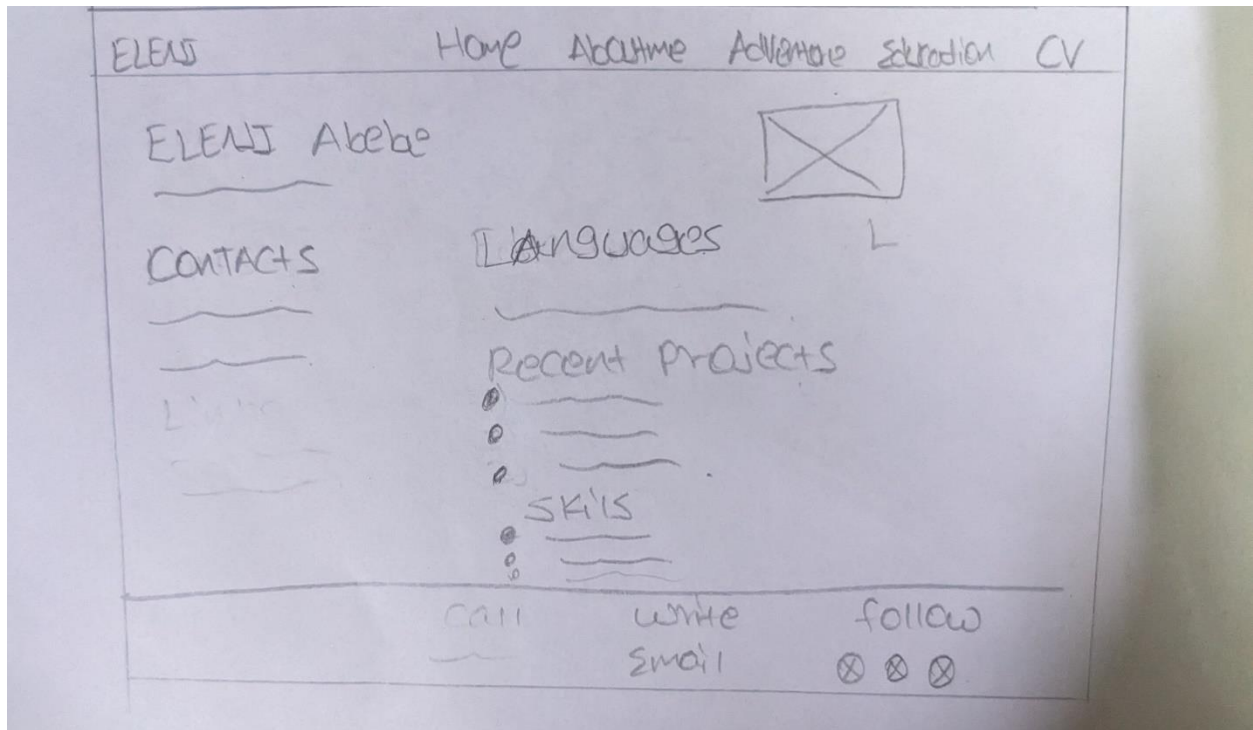 ELENI Home Aboutme Adventure Education CV
ELENI Abebe
CONTACTS
Languages
L
Recent projects
Skils
Call write follow
Email